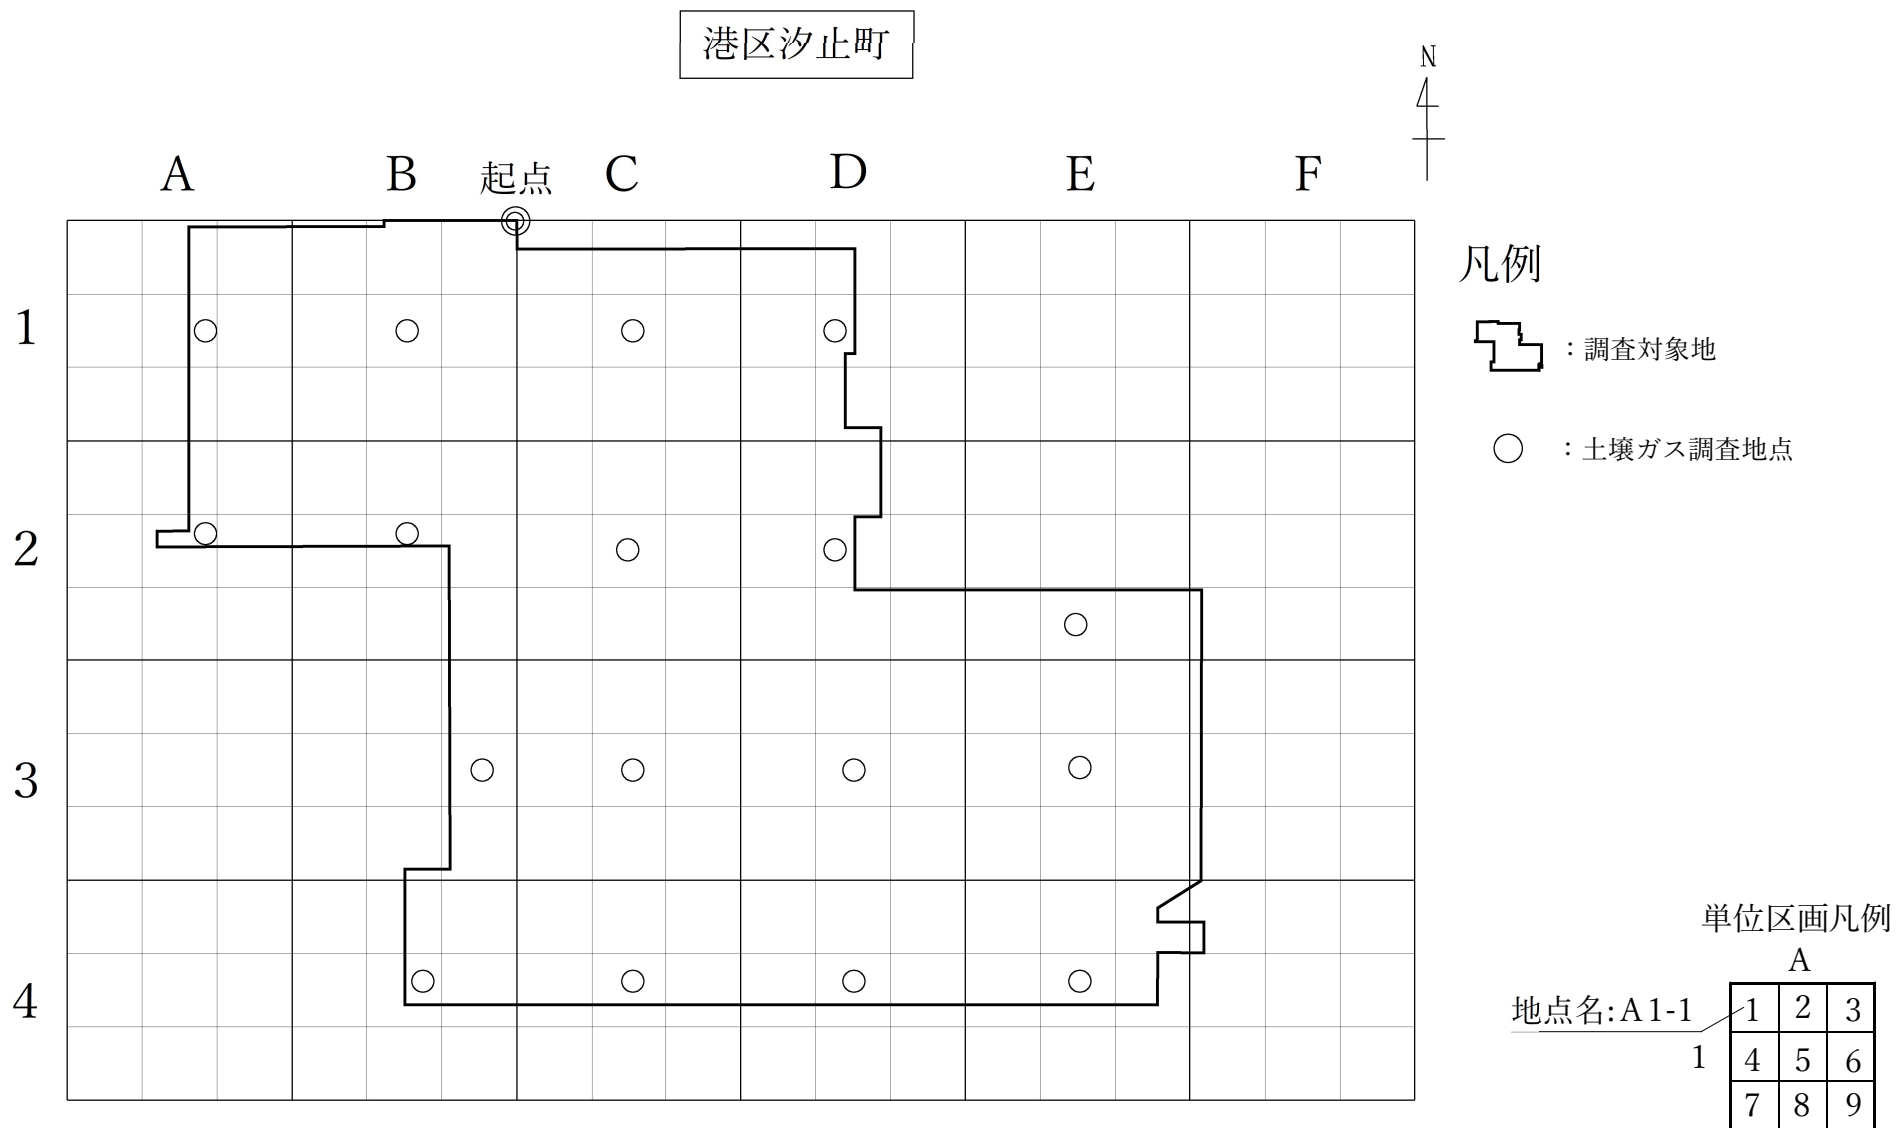 港区汐止町
N
A B 起点 C D E F
凡例
1
：調査対象地
：土壌ガス調査地点
2
3
単位区画凡例
A
4
地点名:A1-1
1 2 3
1
4 5 6
7 8 9